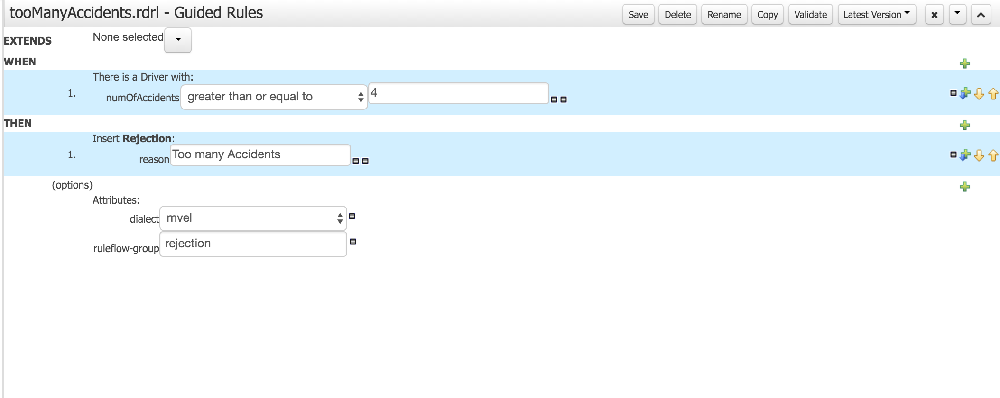 tooManyAccidents.rdrl - Guided Rules
Save Delete Rename Copy Validate Latest Version
EXTENDS None selected
WHEN
There is a Driver with:
1. numOfAccidents greater than or equal to 4
THEN
Insert Rejection:
1. reason Too many Accidents
(options)
Attributes:
dialect mvel
ruleflow-group rejection